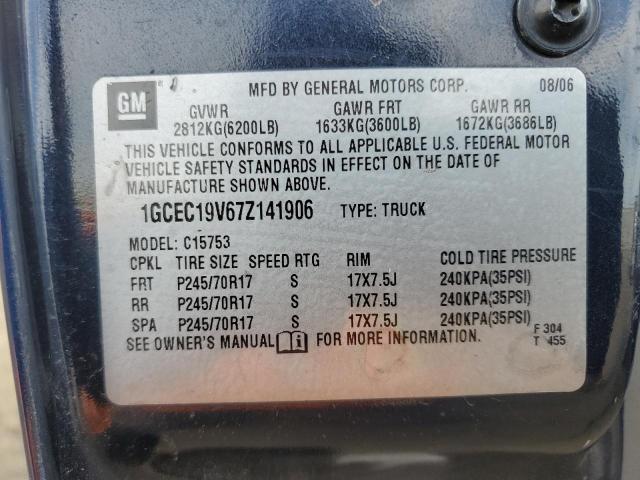 GM
MFD BY GENERAL MOTORS CORP. 08/06
GVWR GAWR FRT GAWR RR
2812KG(6200LB) 1633KG(3600LB) 1672KG(3686LB)
THIS VEHICLE CONFORMS TO ALL APPLICABLE U.S. FEDERAL MOTOR
VEHICLE SAFETY STANDARDS IN EFFECT ON THE DATE OF
MANUFACTURE SHOWN ABOVE.
1GCEC19V67Z141906 TYPE: TRUCK
MODEL: C15753
CPKL TIRE SIZE SPEED RTG RIM COLD TIRE PRESSURE
FRT P245/70R17 S 17X7.5J 240KPA(35PSI)
RR P245/70R17 S 17X7.5J 240KPA(35PSI)
SPA P245/70R17 S 17X7.5J 240KPA(35PSI)
SEE OWNER'S MANUAL i FOR MORE INFORMATION.
F 304
T 455